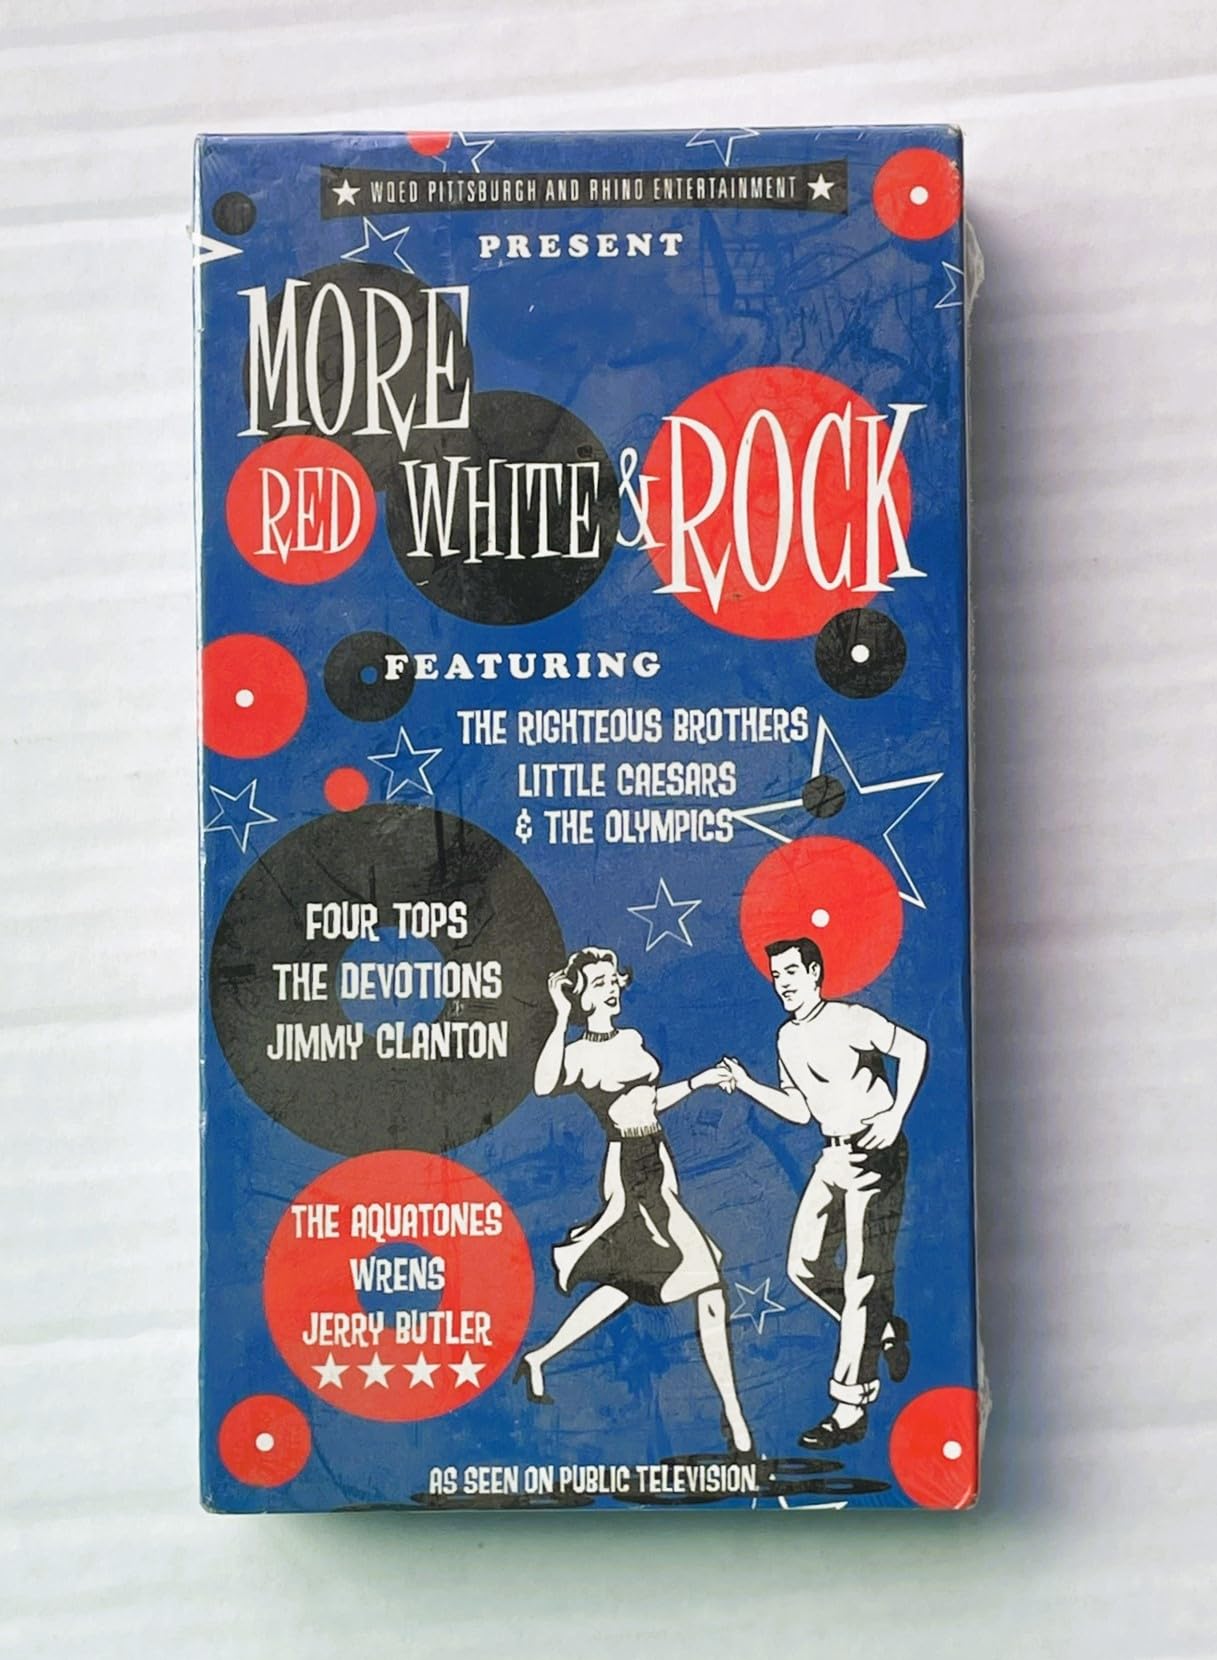 WQED PITTSBURGH AND RHINO ENTERTAINMENT
PRESENT
MORE
RED WHITE & ROCK
FEATURING
THE RIGHTEOUS BROTHERS
LITTLE CAESARS
& THE OLYMPICS
FOUR TOPS
THE DEVOTIONS
JIMMY CLANTON
THE AQUATONES
WRENS
JERRY BUTLER
AS SEEN ON PUBLIC TELEVISION.